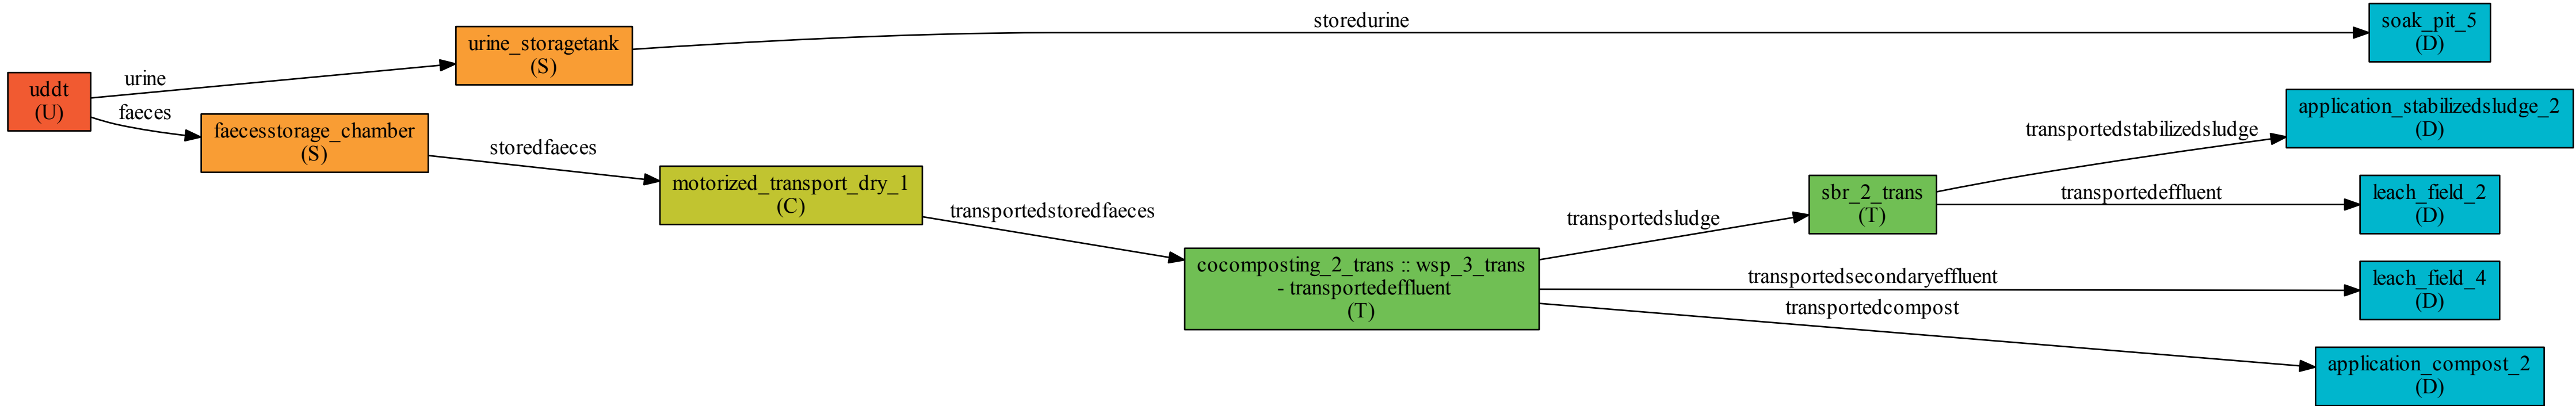 uddt
(U)
urine
faeces
urine_storagetank
(S)
faecesstorage_chamber
(S)
storedurine
storedfaeces
motorized_transport_dry_1
(C)
transportedstoredfaeces
cocomposting_2_trans :: wsp_3_trans
- transportedeffluent
(T)
transportedsludge
transportedsecondaryeffluent
transportedcompost
sbr_2_trans
(T)
transportedstabilizedsludge
transportedeffluent
soak_pit_5
(D)
application_stabilizedsludge_2
(D)
leach_field_2
(D)
leach_field_4
(D)
application_compost_2
(D)